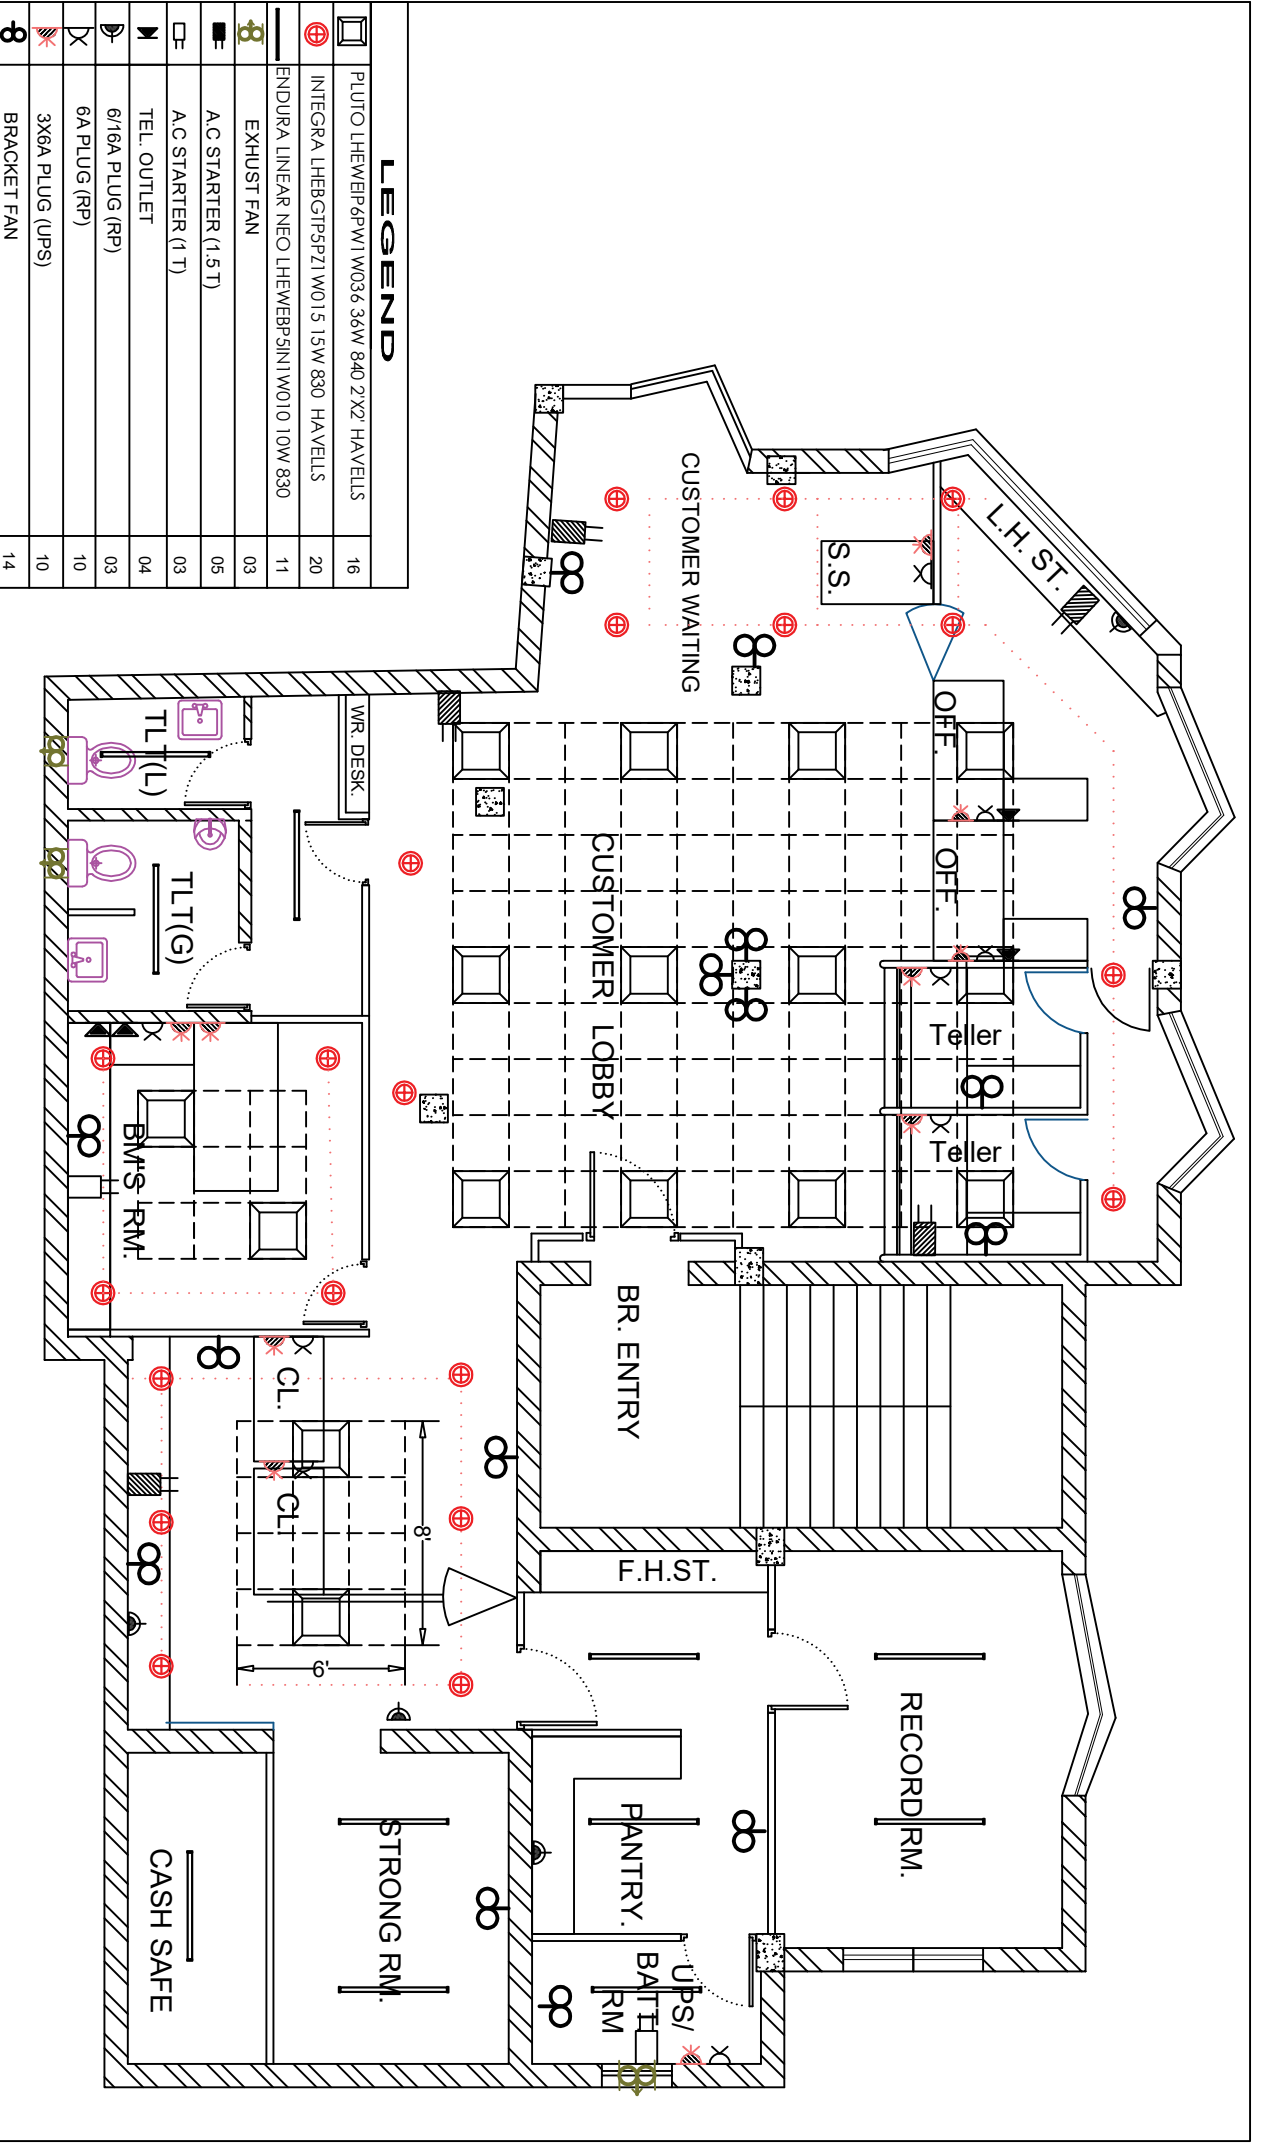 LEGEND
PLUTO LHEWEIP6PW1W036 36W 840 2'X2' HAVELLS 16
INTEGRA LHEBGTP5PZ1W015 15W 830 HAVELLS 20
ENDURA LINEAR NEO LHEWEBP5IN1W010 10W 830 11
EXHUST FAN 03
A.C STARTER (1.5 T) 05
A.C STARTER (1 T) 03
TEL. OUTLET 04
6/16A PLUG (RP) 03
6A PLUG (RP) 10
3X6A PLUG (UPS) 10
BRACKET FAN 14
L.H. ST.
S.S.
CUSTOMER WAITING
OFF.
OFF.
WR. DESK.
TLT(L)
TLT(G)
CUSTOMER LOBBY
Teller
Teller
BM'S RM.
BR. ENTRY
CL.
CL.
8'
6'
F.H.ST.
RECORD RM.
PANTRY.
STRONG RM.
CASH SAFE
UPS/
BATT
RM